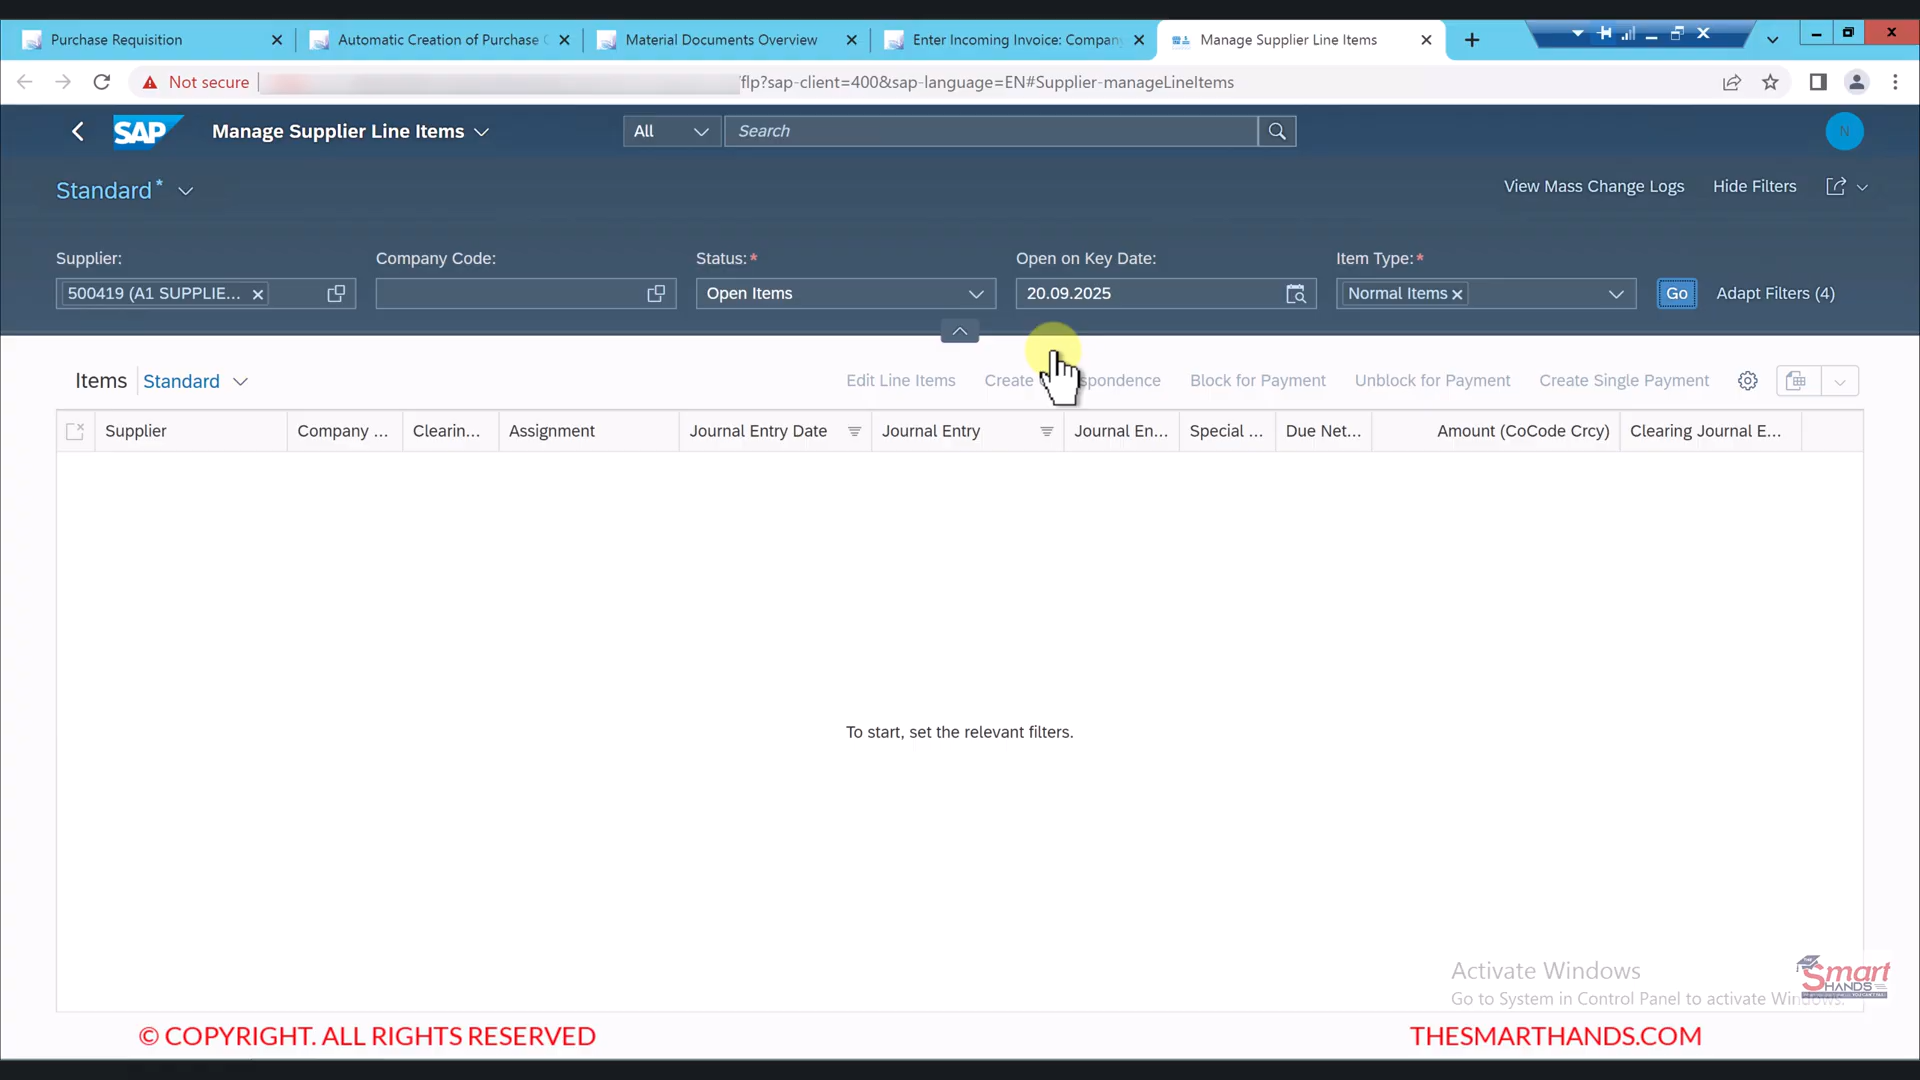 Purchase Requisition
Automatic Creation of Purchase
Material Documents Overview
Enter Incoming Invoice: Company
Manage Supplier Line Items
Not secure
/flp?sap-client=400&sap-language=EN#Supplier-manageLineItems
SAP
Manage Supplier Line Items
All
Search
N
Standard*
View Mass Change Logs
Hide Filters
Supplier:
Company Code:
Status:*
Open on Key Date:
Item Type:*
500419 (A1 SUPPLIE...
Open Items
20.09.2025
Normal Items
Go
Adapt Filters (4)
Items
Standard
Edit Line Items
Create
spondence
Block for Payment
Unblock for Payment
Create Single Payment
Supplier
Company ...
Clearin...
Assignment
Journal Entry Date
Journal Entry
Journal En...
Special ...
Due Net...
Amount (CoCode Crcy)
Clearing Journal E...
To start, set the relevant filters.
Activate Windows
Go to System in Control Panel to activate Windows.
Smart
HANDS
© COPYRIGHT. ALL RIGHTS RESERVED
THESMARTHANDS.COM